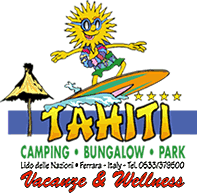 TAHITI
CAMPING • BUNGALOW • PARK
Lido delle Nazioni • Ferrara - Italy - Tel. 0533/379500
Vacanze & Wellness